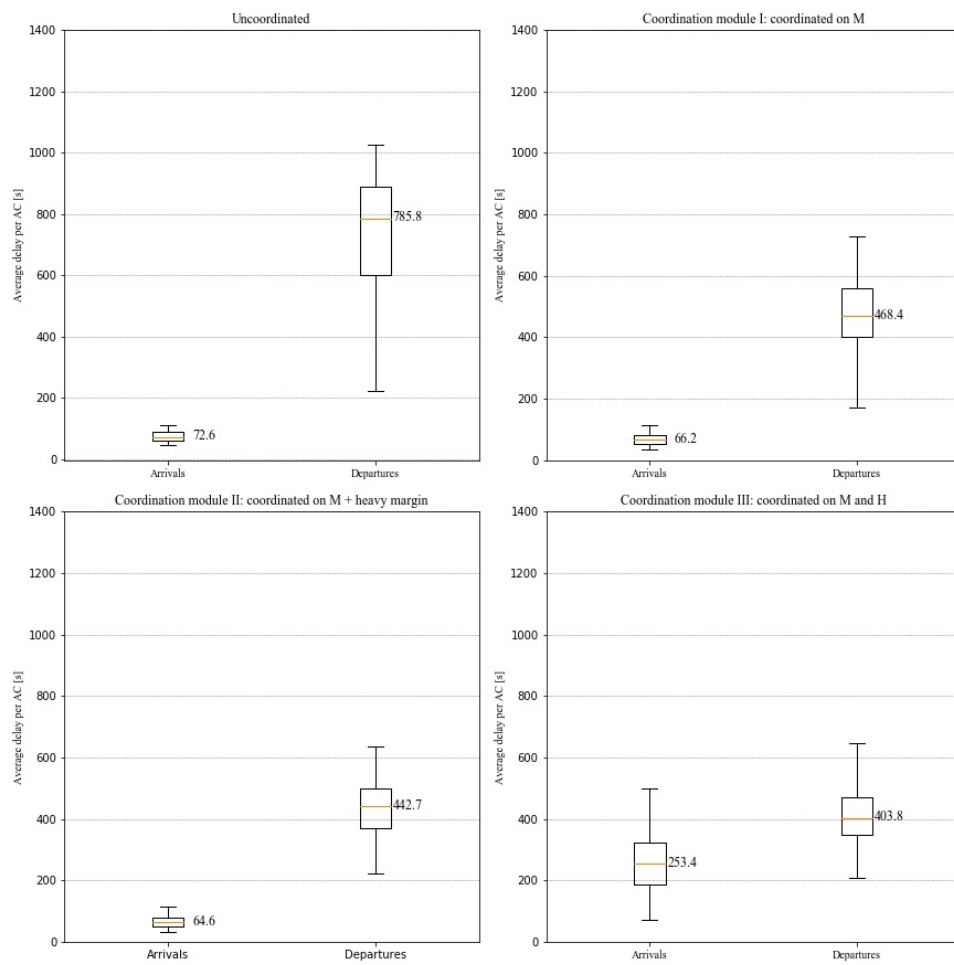 Uncoordinated
Average delay per AC [s]
1400
1200
1000
800
600
400
200
0
785.8
72.6
Arrivals
Departures
Coordination module I: coordinated on M
Average delay per AC [s]
1400
1200
1000
800
600
400
200
0
468.4
66.2
Arrivals
Departures
Coordination module II: coordinated on M + heavy margin
Average delay per AC [s]
1400
1200
1000
800
600
400
200
0
442.7
64.6
Arrivals
Departures
Coordination module III: coordinated on M and H
Average delay per AC [s]
1400
1200
1000
800
600
400
200
0
403.8
253.4
Arrivals
Departures